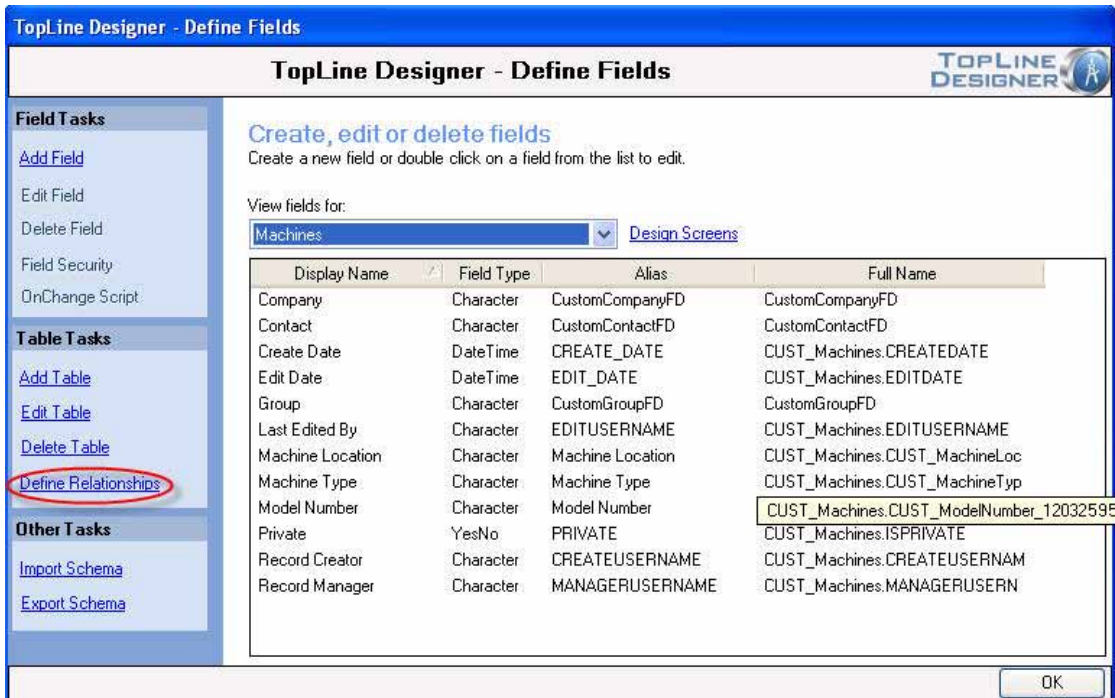 TopLine Designer - Define Fields
TopLine Designer - Define Fields
TOPLINE DESIGNER
Field Tasks
Add Field
Edit Field
Delete Field
Field Security
OnChange Script
Table Tasks
Add Table
Edit Table
Delete Table
Define Relationships
Other Tasks
Import Schema
Export Schema
Create, edit or delete fields
Create a new field or double click on a field from the list to edit.
View fields for:
Machines Design Screens
Display Name Field Type Alias Full Name
Company Character CustomCompanyFD CustomCompanyFD
Contact Character CustomContactFD CustomContactFD
Create Date DateTime CREATE_DATE CUST_Machines.CREATEDATE
Edit Date DateTime EDIT_DATE CUST_Machines.EDITDATE
Group Character CustomGroupFD CustomGroupFD
Last Edited By Character EDITUSERNAME CUST_Machines.EDITUSERNAME
Machine Location Character Machine Location CUST_Machines.CUST_MachineLoc
Machine Type Character Machine Type CUST_Machines.CUST_MachineTyp
Model Number Character Model Number CUST_Machines.CUST_ModelNumber_12032595
Private YesNo PRIVATE CUST_Machines.ISPRIVATE
Record Creator Character CREATEUSERNAME CUST_Machines.CREATEUSERNAM
Record Manager Character MANAGERUSERNAME CUST_Machines.MANAGERUSERN
OK